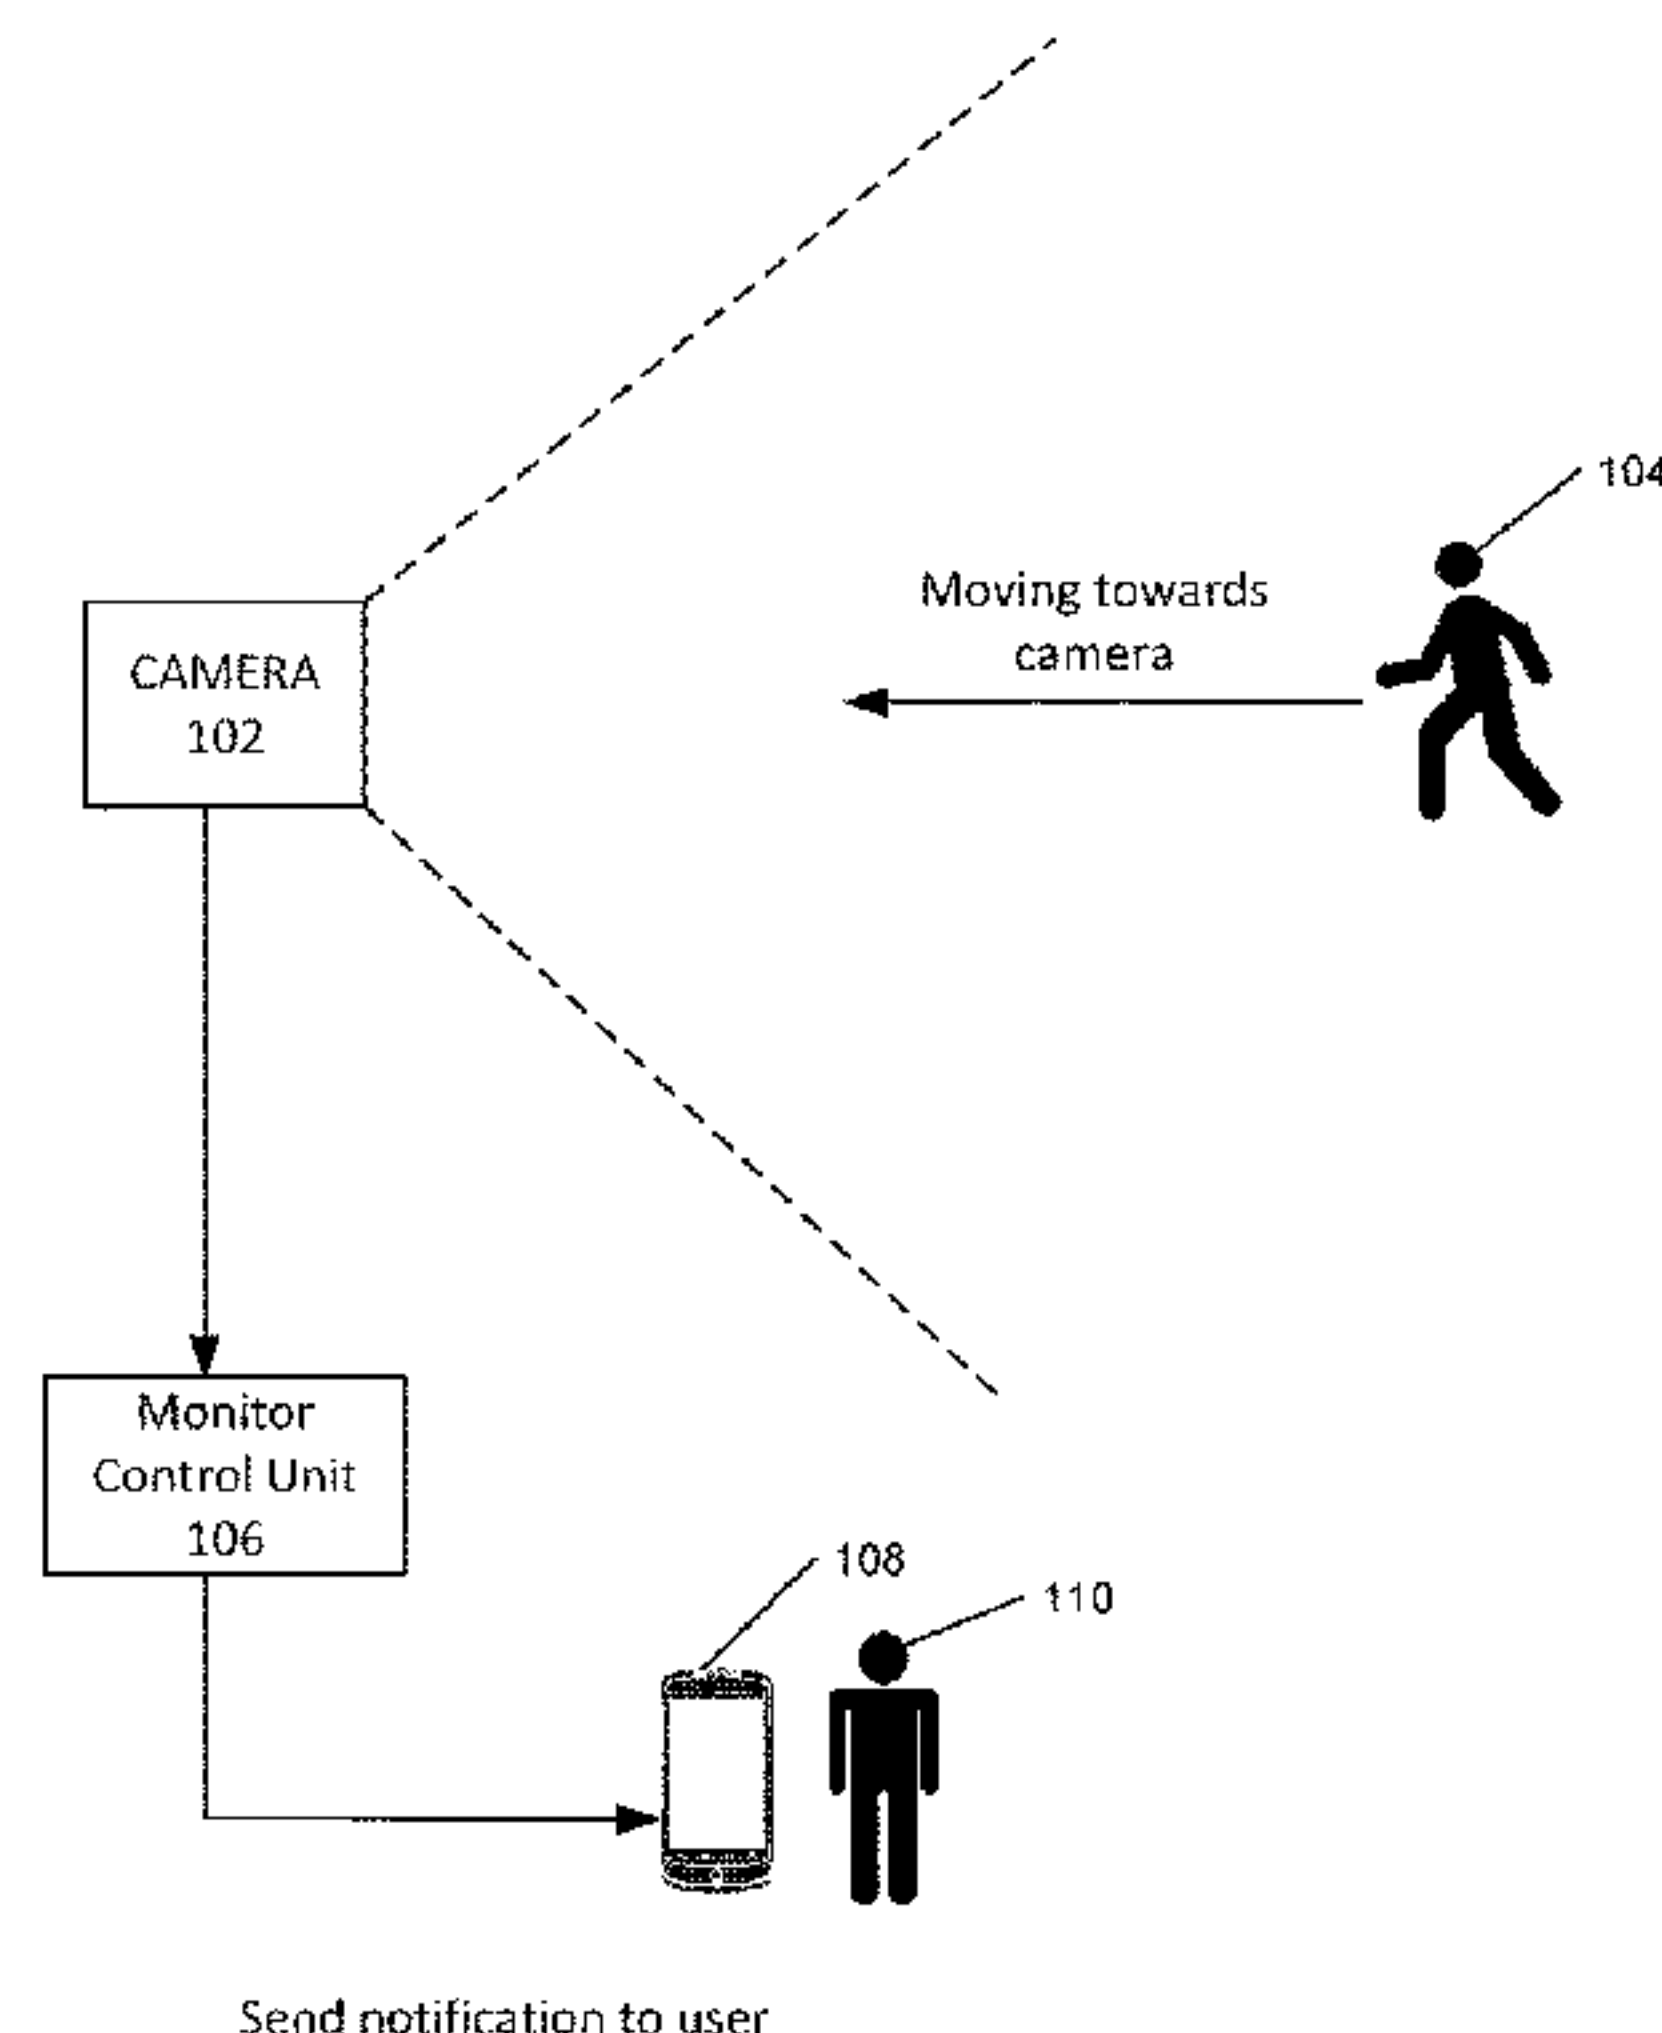 104
Moving towards
camera
CAMERA
102
Monitor
Control Unit
106
108
110
Send notification to user